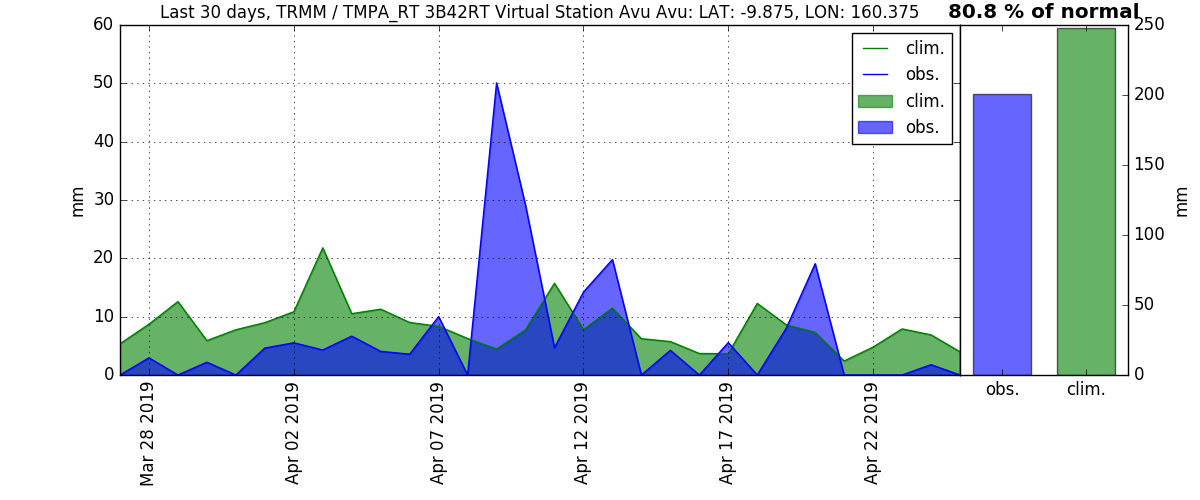 Last 30 days, TRMM / TMPA_RT 3B42RT Virtual Station Avu Avu: LAT: -9.875, LON: 160.375
80.8 % of normal
60
50
40
30
20
10
0
mm
clim.
obs.
clim.
obs.
Mar 28 2019
Apr 02 2019
Apr 07 2019
Apr 12 2019
Apr 17 2019
Apr 22 2019
250
200
150
100
50
0
mm
obs.
clim.